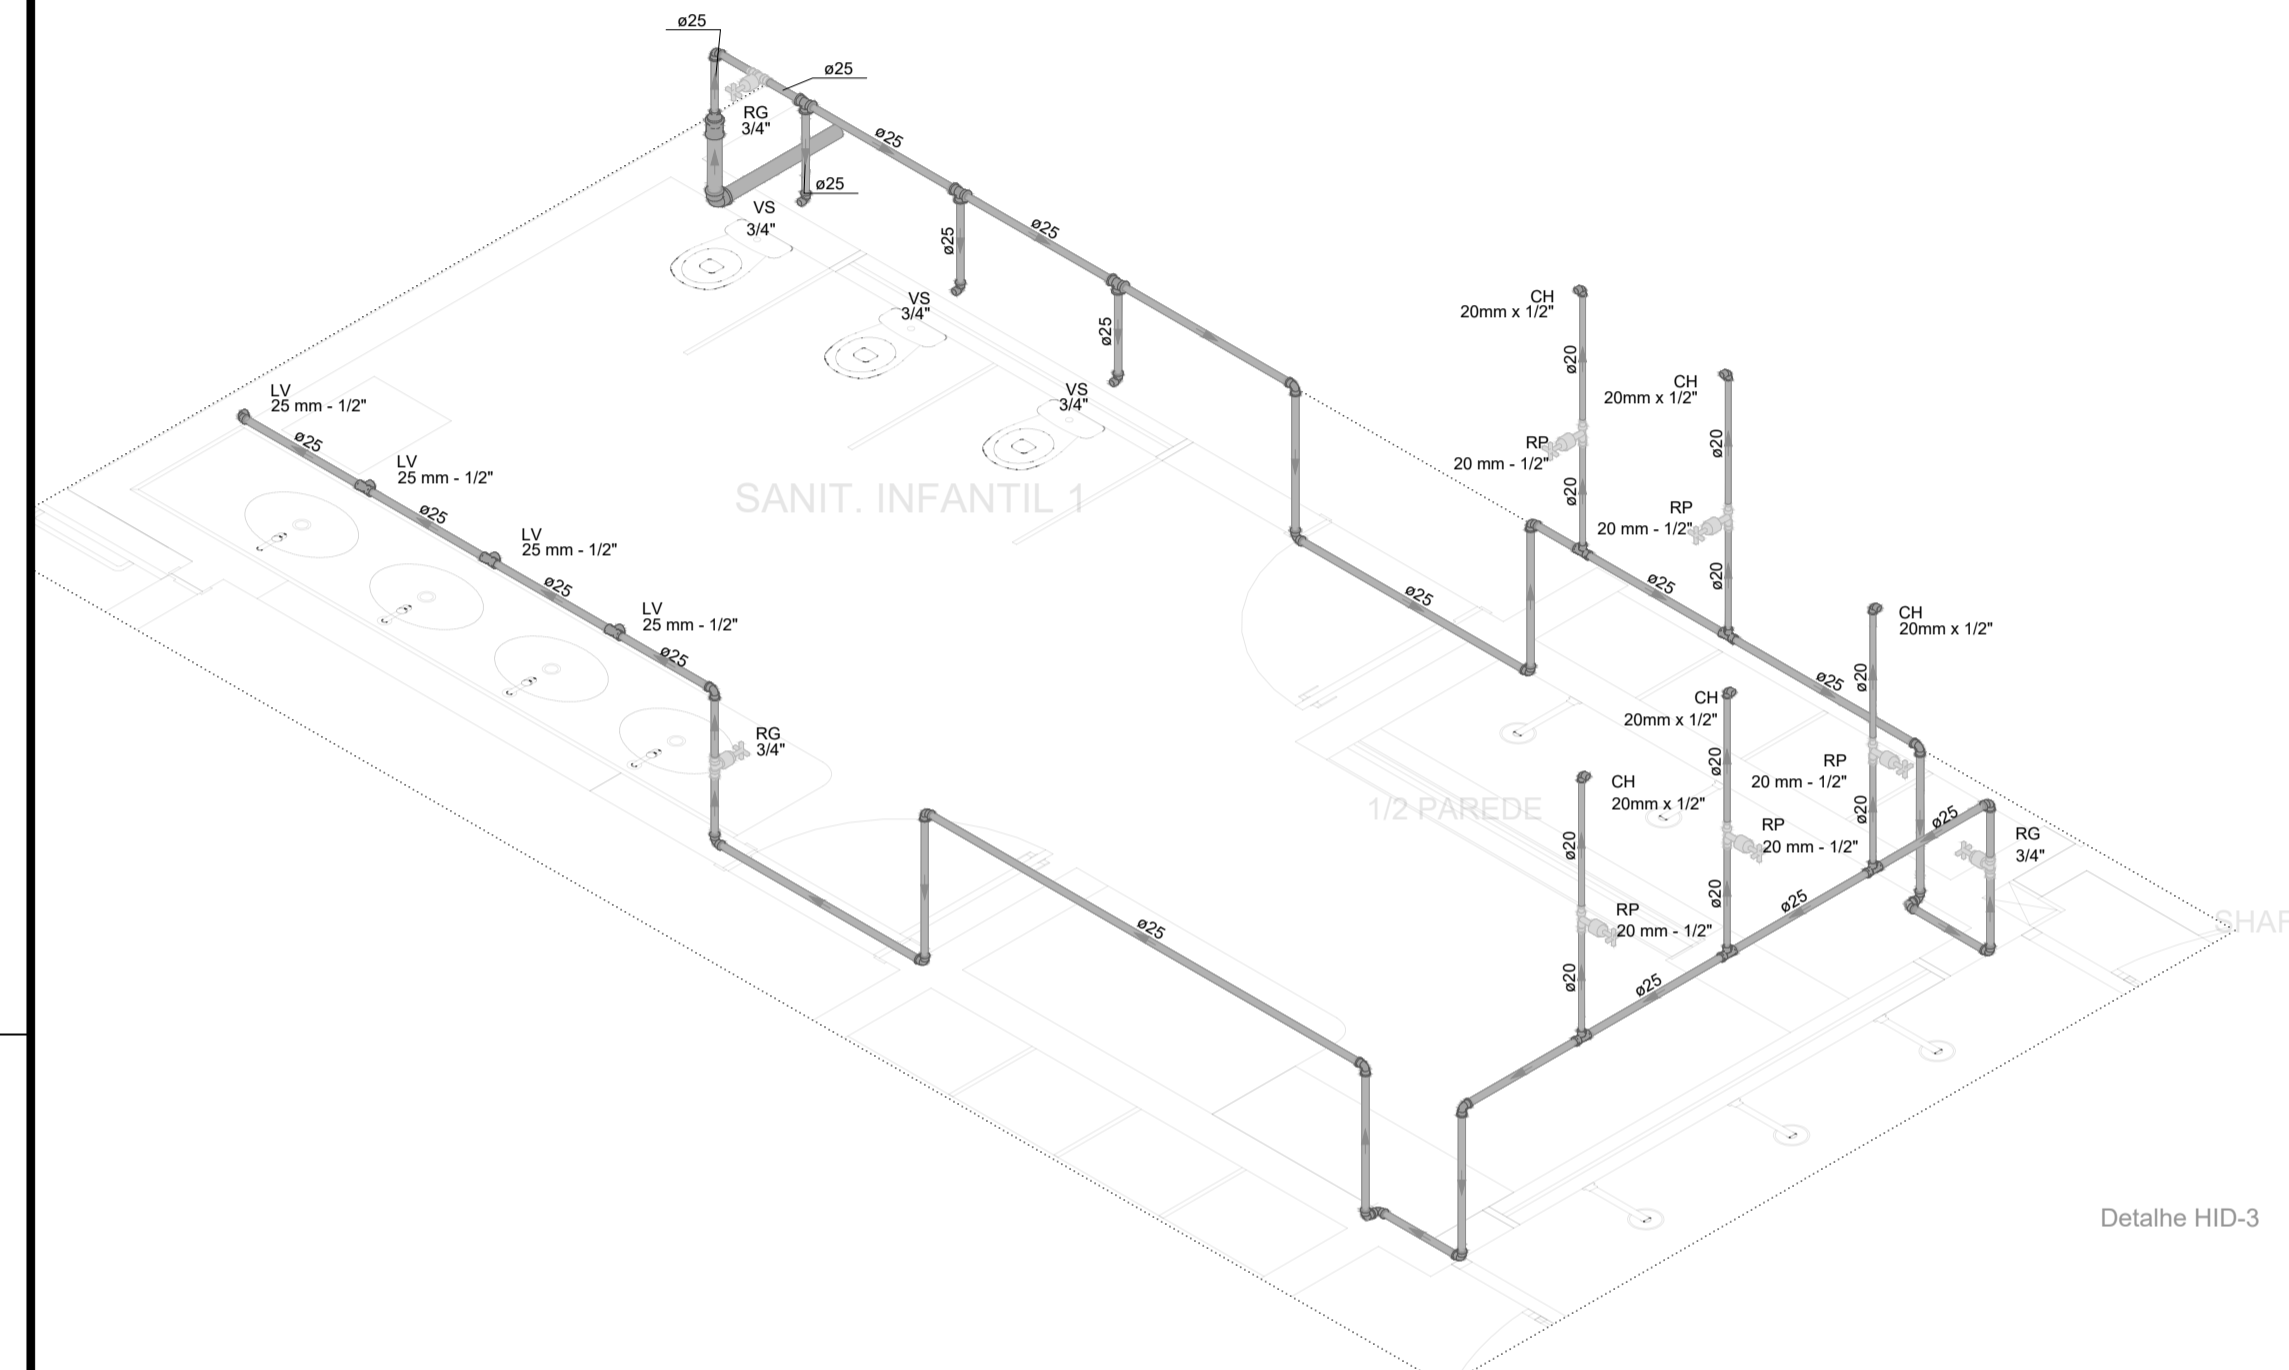 ø25
ø25
RG
3/4"
ø25
ø25
VS
3/4"
ø25
ø25
VS
3/4"
ø25
VS
3/4"
CH
20mm x 1/2"
ø20
CH
20mm x 1/2"
RP
20 mm - 1/2"
ø20
ø20
RP
20 mm - 1/2"
ø20
LV
25 mm - 1/2"
ø25
LV
25 mm - 1/2"
ø25
LV
25 mm - 1/2"
ø25
LV
25 mm - 1/2"
ø25
SANIT. INFANTIL 1
ø25
ø25
ø25
CH
20mm x 1/2"
ø20
CH
20mm x 1/2"
RG
3/4"
ø20
RP
20 mm - 1/2"
CH
20mm x 1/2"
1/2 PAREDE
ø20
ø25
RP
20 mm - 1/2"
RG
3/4"
ø20
ø20
ø25
RP
20 mm - 1/2"
SHAF
ø25
ø20
ø25
Detalhe HID-3